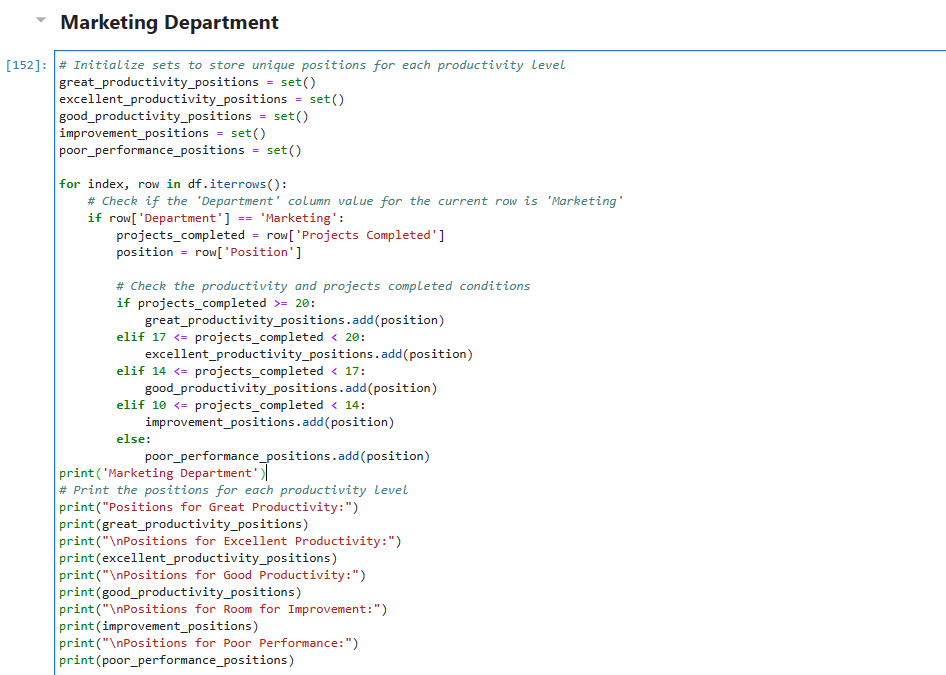 Marketing Department
[152]: # Initialize sets to store unique positions for each productivity level
great_productivity_positions = set()
excellent_productivity_positions = set()
good_productivity_positions = set()
improvement_positions = set()
poor_performance_positions = set()
for index, row in df.iterrows():
    # Check if the 'Department' column value for the current row is 'Marketing'
    if row['Department'] == 'Marketing':
        projects_completed = row['Projects Completed']
        position = row['Position']
        # Check the productivity and projects completed conditions
        if projects_completed >= 20:
            great_productivity_positions.add(position)
        elif 17 <= projects_completed < 20:
            excellent_productivity_positions.add(position)
        elif 14 <= projects_completed < 17:
            good_productivity_positions.add(position)
        elif 10 <= projects_completed < 14:
            improvement_positions.add(position)
        else:
            poor_performance_positions.add(position)
print('Marketing Department')
# Print the positions for each productivity level
print("Positions for Great Productivity:")
print(great_productivity_positions)
print("\nPositions for Excellent Productivity:")
print(excellent_productivity_positions)
print("\nPositions for Good Productivity:")
print(good_productivity_positions)
print("\nPositions for Room for Improvement:")
print(improvement_positions)
print("\nPositions for Poor Performance:")
print(poor_performance_positions)